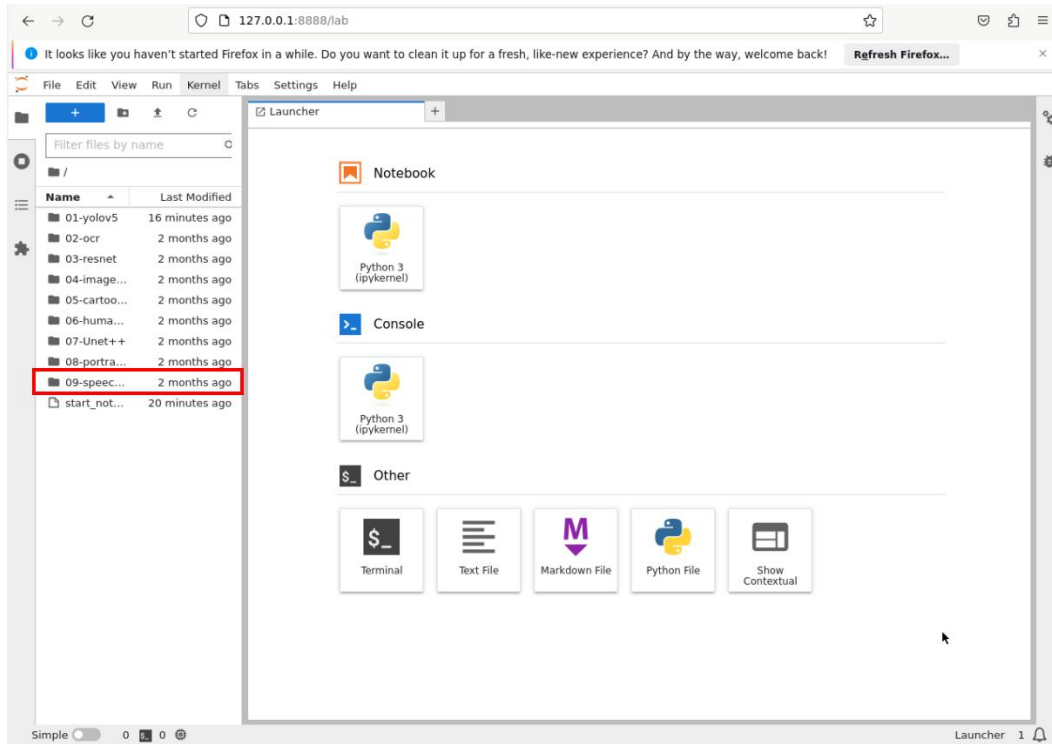 127.0.0.1:8888/lab
It looks like you haven't started Firefox in a while. Do you want to clean it up for a fresh, like-new experience? And by the way, welcome back! Refresh Firefox...
File Edit View Run Kernel Tabs Settings Help
Launcher
Filter files by name
/
Name Last Modified
01-yolov5 16 minutes ago
02-ocr 2 months ago
03-resnet 2 months ago
04-image... 2 months ago
05-cartoo... 2 months ago
06-huma... 2 months ago
07-Unet++ 2 months ago
08-portra... 2 months ago
09-speec... 2 months ago
start_not... 20 minutes ago
Notebook
Python 3
(ipykernel)
Console
Python 3
(ipykernel)
$_ Other
$_
Terminal
Text File
M
Markdown File
Python File
Show
Contextual
Simple 0 $_ 0
Launcher 1